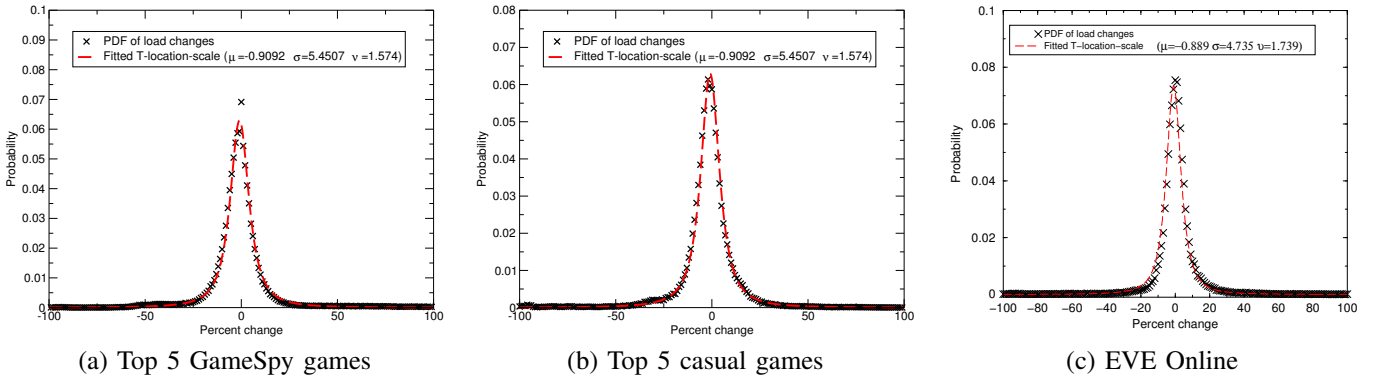 0.1
0.09
0.08
0.07
0.06
0.05
0.04
0.03
0.02
0.01
0
Probability
PDF of load changes
Fitted T-location-scale (μ=-0.9092 σ=5.4507 ν=1.574)
-100 -50 0 50 100
Percent change
(a) Top 5 GameSpy games
0.08
0.07
0.06
0.05
0.04
0.03
0.02
0.01
0
Probability
PDF of load changes
Fitted T-location-scale (μ=-0.9092 σ=5.4507 ν=1.574)
-100 -50 0 50 100
Percent change
(b) Top 5 casual games
0.1
0.08
0.06
0.04
0.02
0
Probability
PDF of load changes
Fitted T−location−scale (μ=−0.889 σ=4.735 υ=1.739)
−100 −80 −60 −40 −20 0 20 40 60 80 100
Percent change
(c) EVE Online